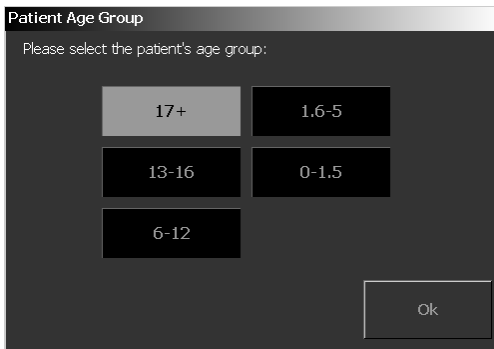 Patient Age Group
Please select the patient's age group:
17+
1.6-5
13-16
0-1.5
6-12
Ok